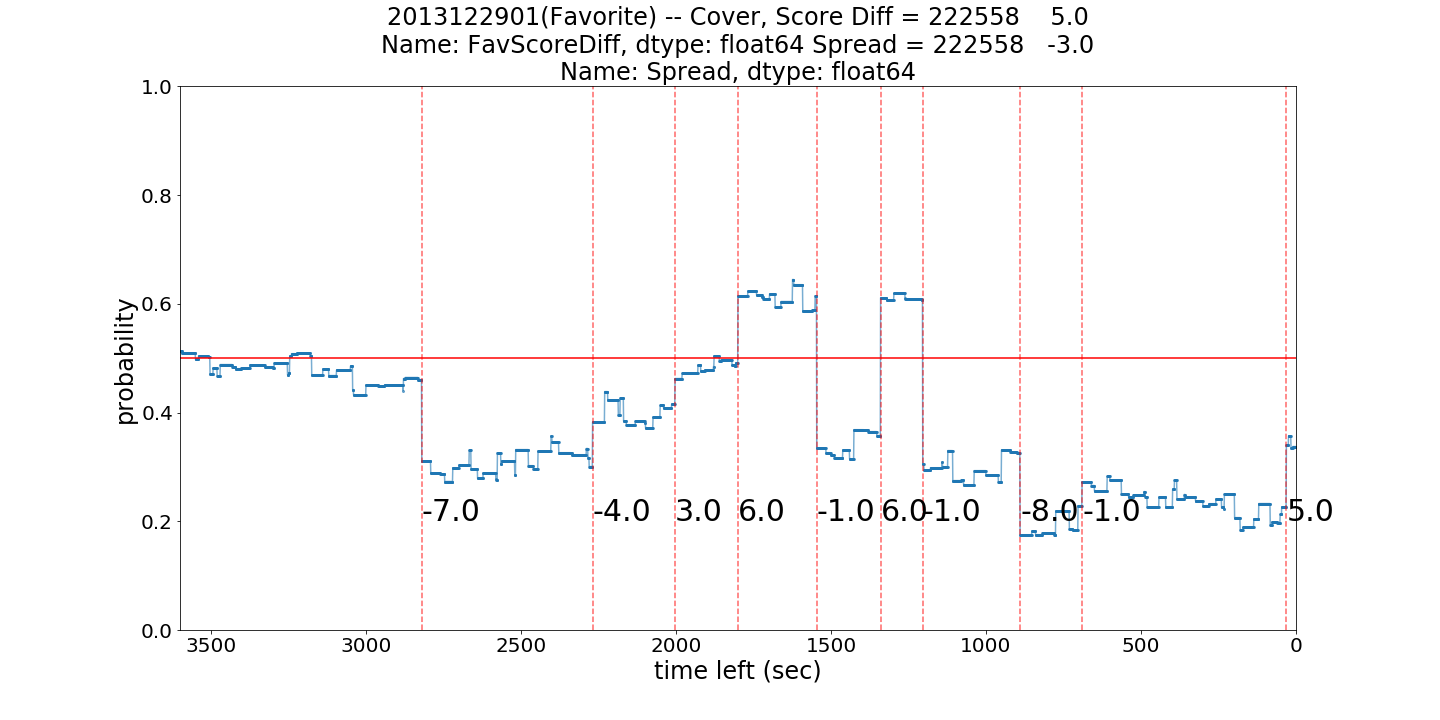 2013122901(Favorite) -- Cover, Score Diff = 222558    5.0
Name: FavScoreDiff, dtype: float64 Spread = 222558   -3.0
Name: Spread, dtype: float64
1.0
0.8
0.6
0.4
0.2
0.0
probability
-7.0 -4.0 3.0 6.0 -1.0 6.0 -1.0 -8.0 -1.0 5.0
3500 3000 2500 2000 1500 1000 500 0
time left (sec)